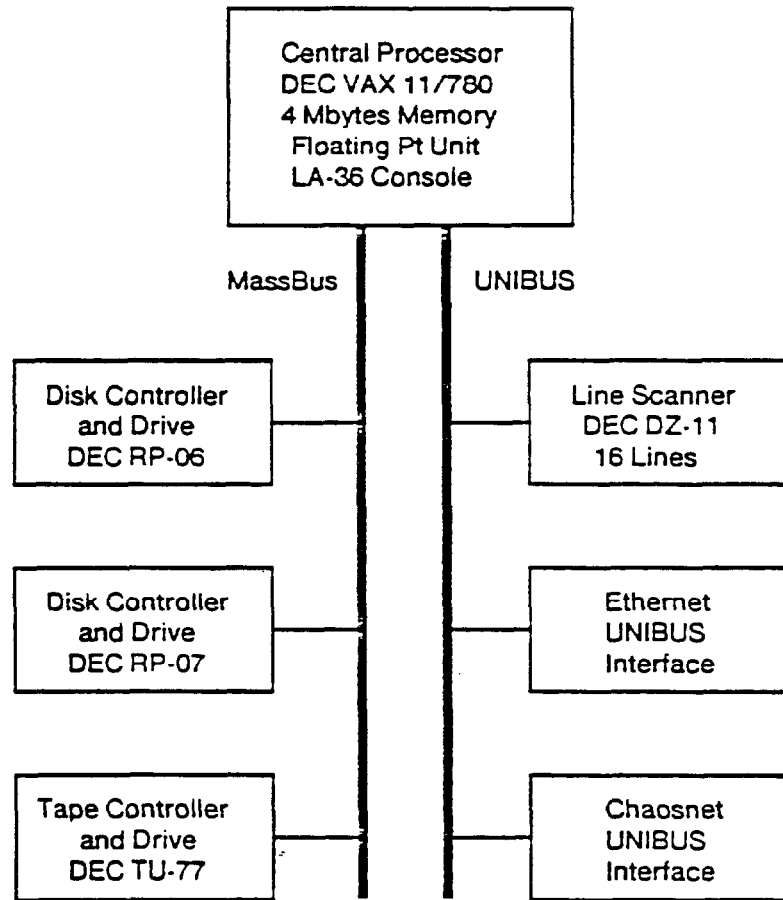 Central Processor
DEC VAX 11/780
4 Mbytes Memory
Floating Pt Unit
LA-36 Console
MassBus
UNIBUS
Disk Controller
and Drive
DEC RP-06
Line Scanner
DEC DZ-11
16 Lines
Disk Controller
and Drive
DEC RP-07
Ethernet
UNIBUS
Interface
Tape Controller
and Drive
DEC TU-77
Chaosnet
UNIBUS
Interface